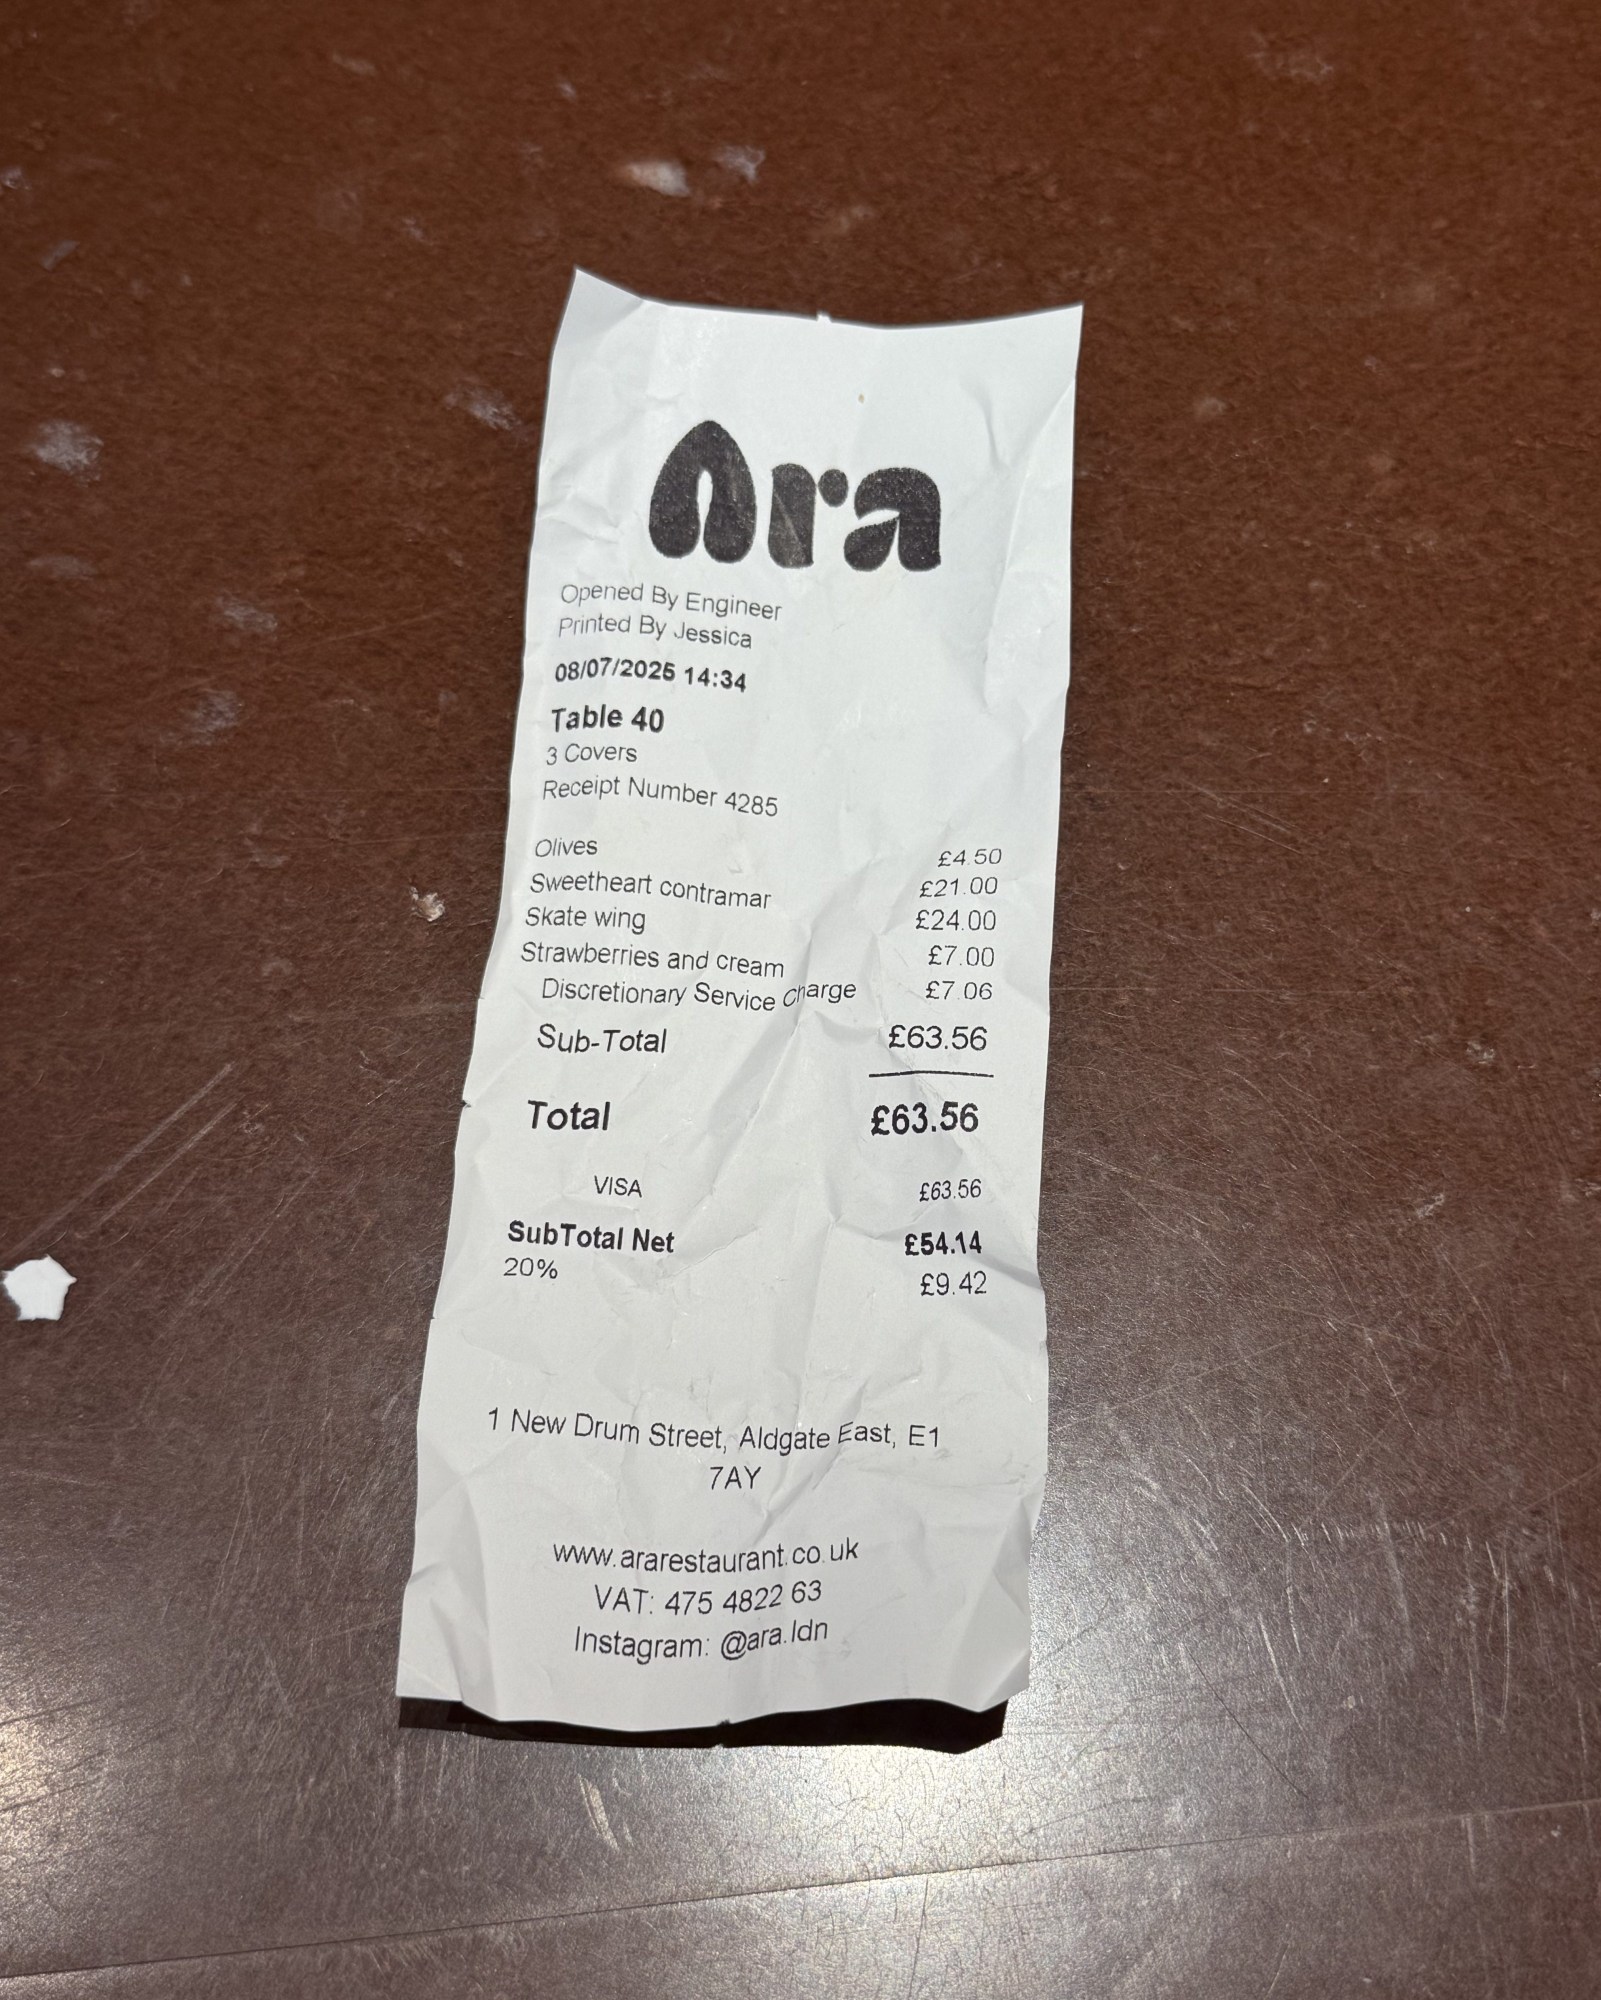 Ara
Opened By Engineer
Printed By Jessica
08/07/2025 14:34
Table 40
3 Covers
Receipt Number 4285
Olives £4.50
Sweetheart contramar £21.00
Skate wing £24.00
Strawberries and cream £7.00
Discretionary Service Charge £7.06
Sub-Total £63.56
Total £63.56
VISA £63.56
SubTotal Net £54.14
20% £9.42
1 New Drum Street, Aldgate East, E1
7AY
www.ararestaurant.co.uk
VAT: 475 4822 63
Instagram: @ara.ldn